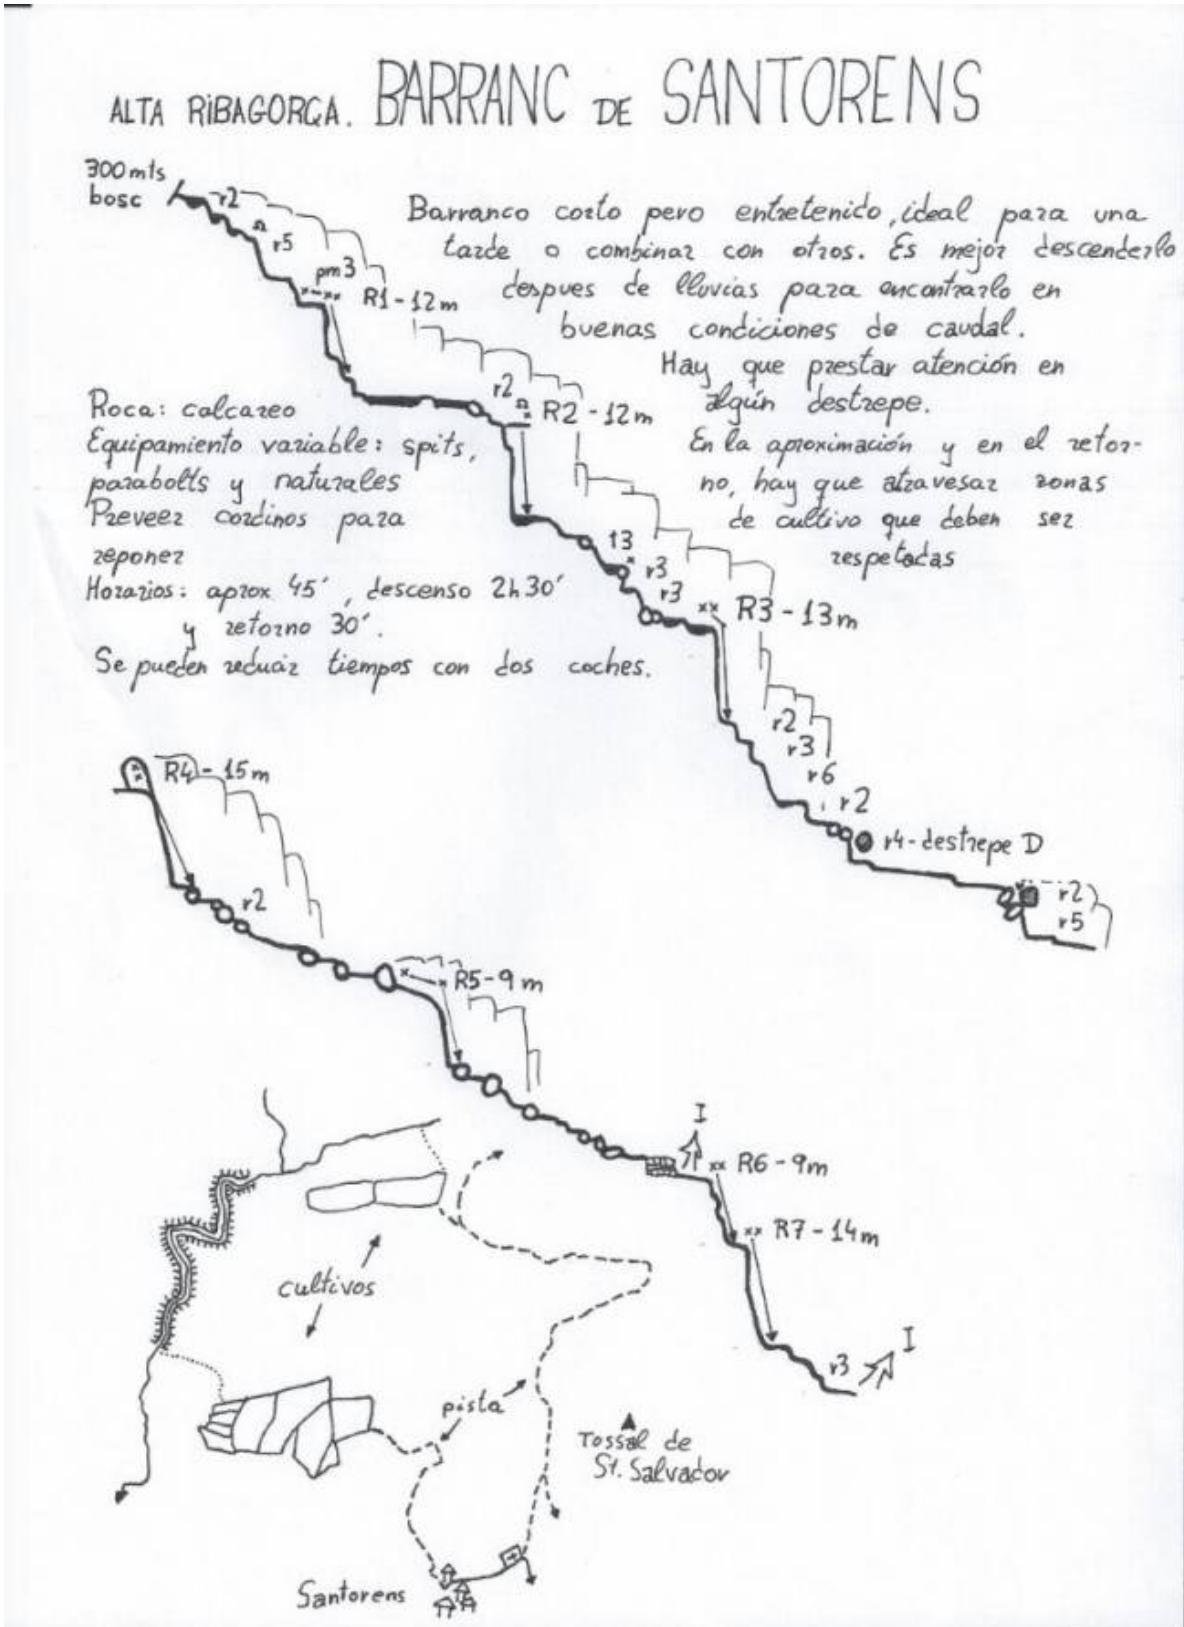 ALTA RIBAGORÇA. BARRANC DE SANTORENS
300 mts
bosc
r2
r5
pm3
R1 - 12m
Barranco corto pero entretenido, ideal para una
tarde o combinar con otros. Es mejor descenderlo
despues de lluvias para encontrarlo en
buenas condiciones de caudal.
Hay que prestar atención en
algún destrepe.
En la aproximación y en el retor-
no, hay que atravesar zonas
de cultivo que deben ser
respetadas
r2
R2 - 12m
Roca: calcareo
Equipamiento variable: spits,
parabolts y naturales
Preveer cordinos para
reponer
Horarios: aprox 45', descenso 2h 30'
y retorno 30'.
Se pueden reducir tiempos con dos coches.
t3
r3
r3
R3 - 13m
r2
r3
r6
r2
r4 - destrepe D
r2
r5
R4 - 15m
r2
R5 - 9m
I
R6 - 9m
R7 - 14m
r3
I
cultivos
pista
Tossal de
St. Salvador
Santorens